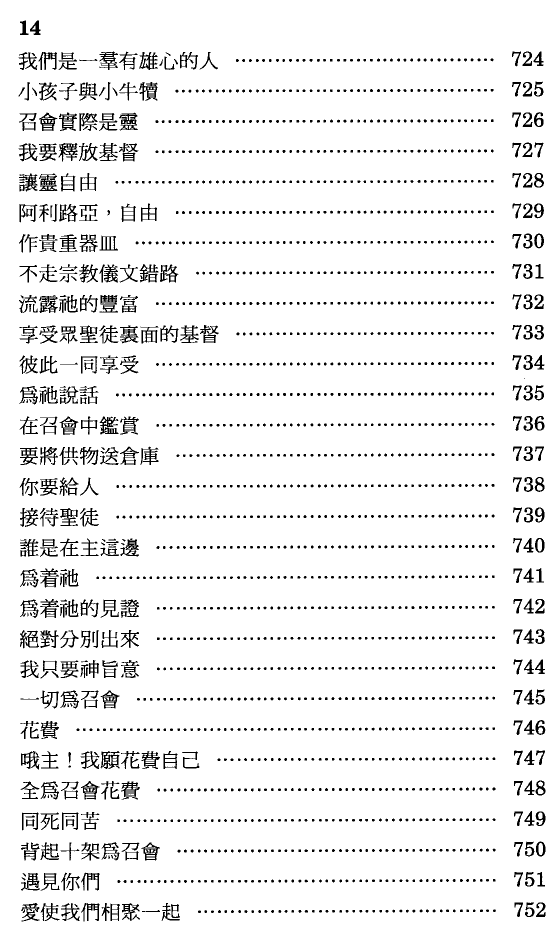 14
我們是一羣有雄心的人 ……………………………… 724
小孩子與小牛犢 ……………………………… 725
召會實際是靈 ……………………………… 726
我要釋放基督 ……………………………… 727
讓靈自由 ……………………………… 728
阿利路亞，自由 ……………………………… 729
作貴重器皿 ……………………………… 730
不走宗教儀文錯路 ……………………………… 731
流露祂的豐富 ……………………………… 732
享受眾聖徒裏面的基督 ……………………………… 733
彼此一同享受 ……………………………… 734
爲祂說話 ……………………………… 735
在召會中鑑賞 ……………………………… 736
要將供物送倉庫 ……………………………… 737
你要給人 ……………………………… 738
接待聖徒 ……………………………… 739
誰是在主這邊 ……………………………… 740
爲着祂 ……………………………… 741
爲着祂的見證 ……………………………… 742
絕對分別出來 ……………………………… 743
我只要神旨意 ……………………………… 744
一切爲召會 ……………………………… 745
花費 ……………………………… 746
哦主！我願花費自己 ……………………………… 747
全爲召會花費 ……………………………… 748
同死同苦 ……………………………… 749
背起十架爲召會 ……………………………… 750
遇見你們 ……………………………… 751
愛使我們相聚一起 ……………………………… 752